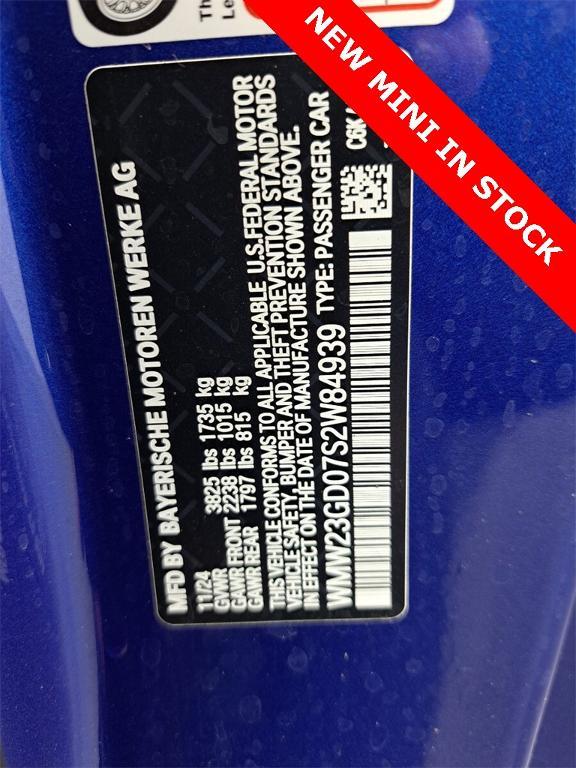 Th
Le
NEW MINI IN STOCK
MFD BY BAYERISCHE MOTOREN WERKE AG
11/24
GVWR 3825 lbs 1735 kg
GAWR FRONT 2238 lbs 1015 kg
GAWR REAR 1797 lbs 815 kg
THIS VEHICLE CONFORMS TO ALL APPLICABLE U.S.FEDERAL MOTOR
VEHICLE SAFETY, BUMPER AND THEFT PREVENTION STANDARDS
IN EFFECT ON THE DATE OF MANUFACTURE SHOWN ABOVE.
WMW23GD07S2W84939 TYPE: PASSENGER CAR
C6K